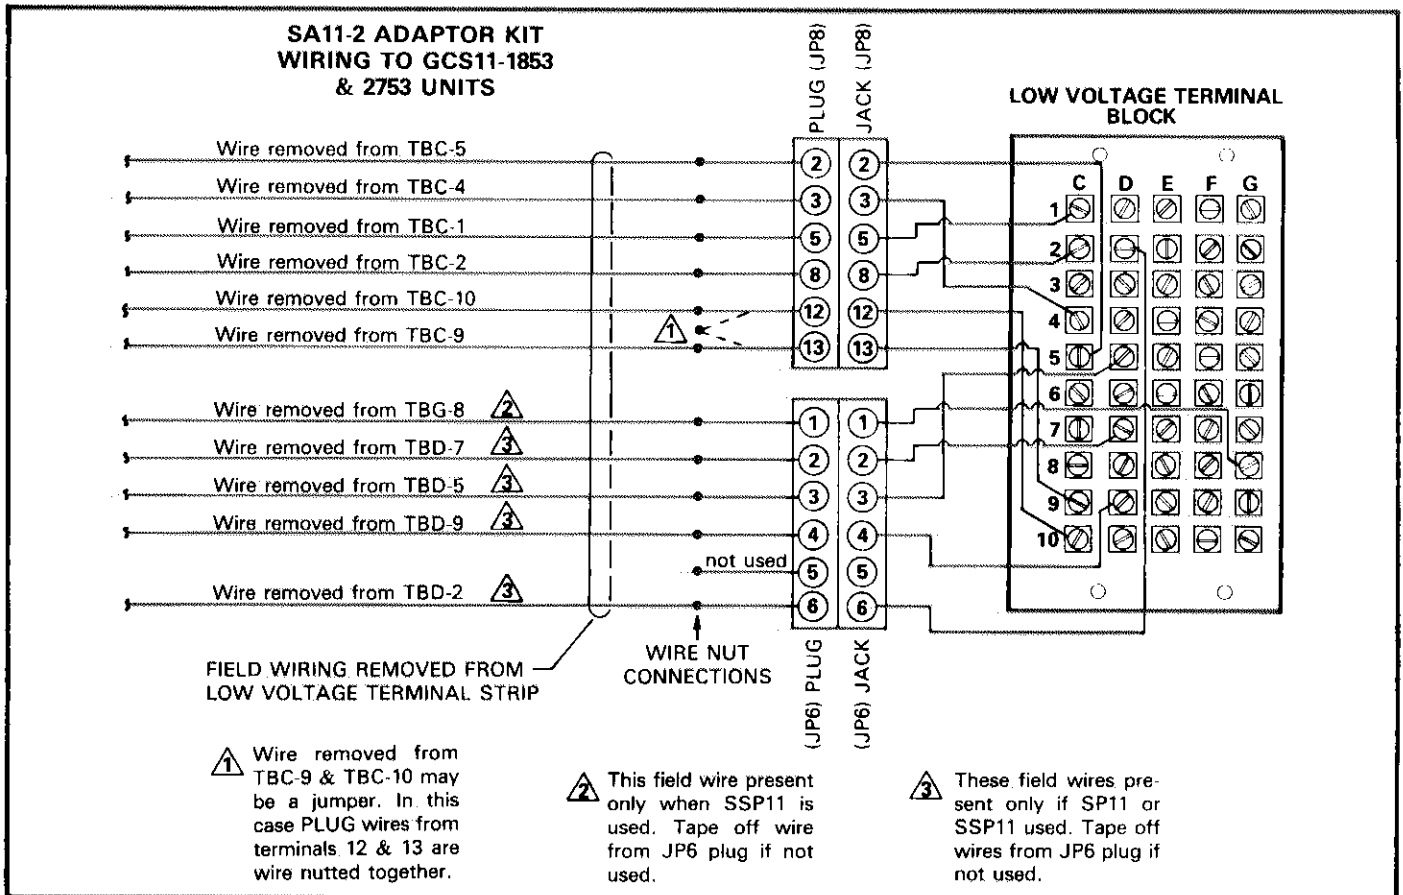 SA11-2 ADAPTOR KIT
WIRING TO GCS11-1853
& 2753 UNITS
PLUG (JP8)
JACK (JP8)
LOW VOLTAGE TERMINAL
BLOCK
Wire removed from TBC-5
2 2
Wire removed from TBC-4
3 3
Wire removed from TBC-1
5 5
Wire removed from TBC-2
8 8
Wire removed from TBC-10
12 12
Wire removed from TBC-9
1
13 13
C D E F G
1
2
3
4
5
6
7
8
9
10
Wire removed from TBG-8 2
1 1
Wire removed from TBD-7 3
2 2
Wire removed from TBD-5 3
3 3
Wire removed from TBD-9 3
4 4
not used
5 5
Wire removed from TBD-2 3
6 6
(JP6) PLUG
(JP6) JACK
WIRE NUT
CONNECTIONS
FIELD WIRING REMOVED FROM
LOW VOLTAGE TERMINAL STRIP
1 Wire removed from
TBC-9 & TBC-10 may
be a jumper. In this
case PLUG wires from
terminals 12 & 13 are
wire nutted together.
2 This field wire present
only when SSP11 is
used. Tape off wire
from JP6 plug if not
used.
3 These field wires pre-
sent only if SP11 or
SSP11 used. Tape off
wires from JP6 plug if
not used.